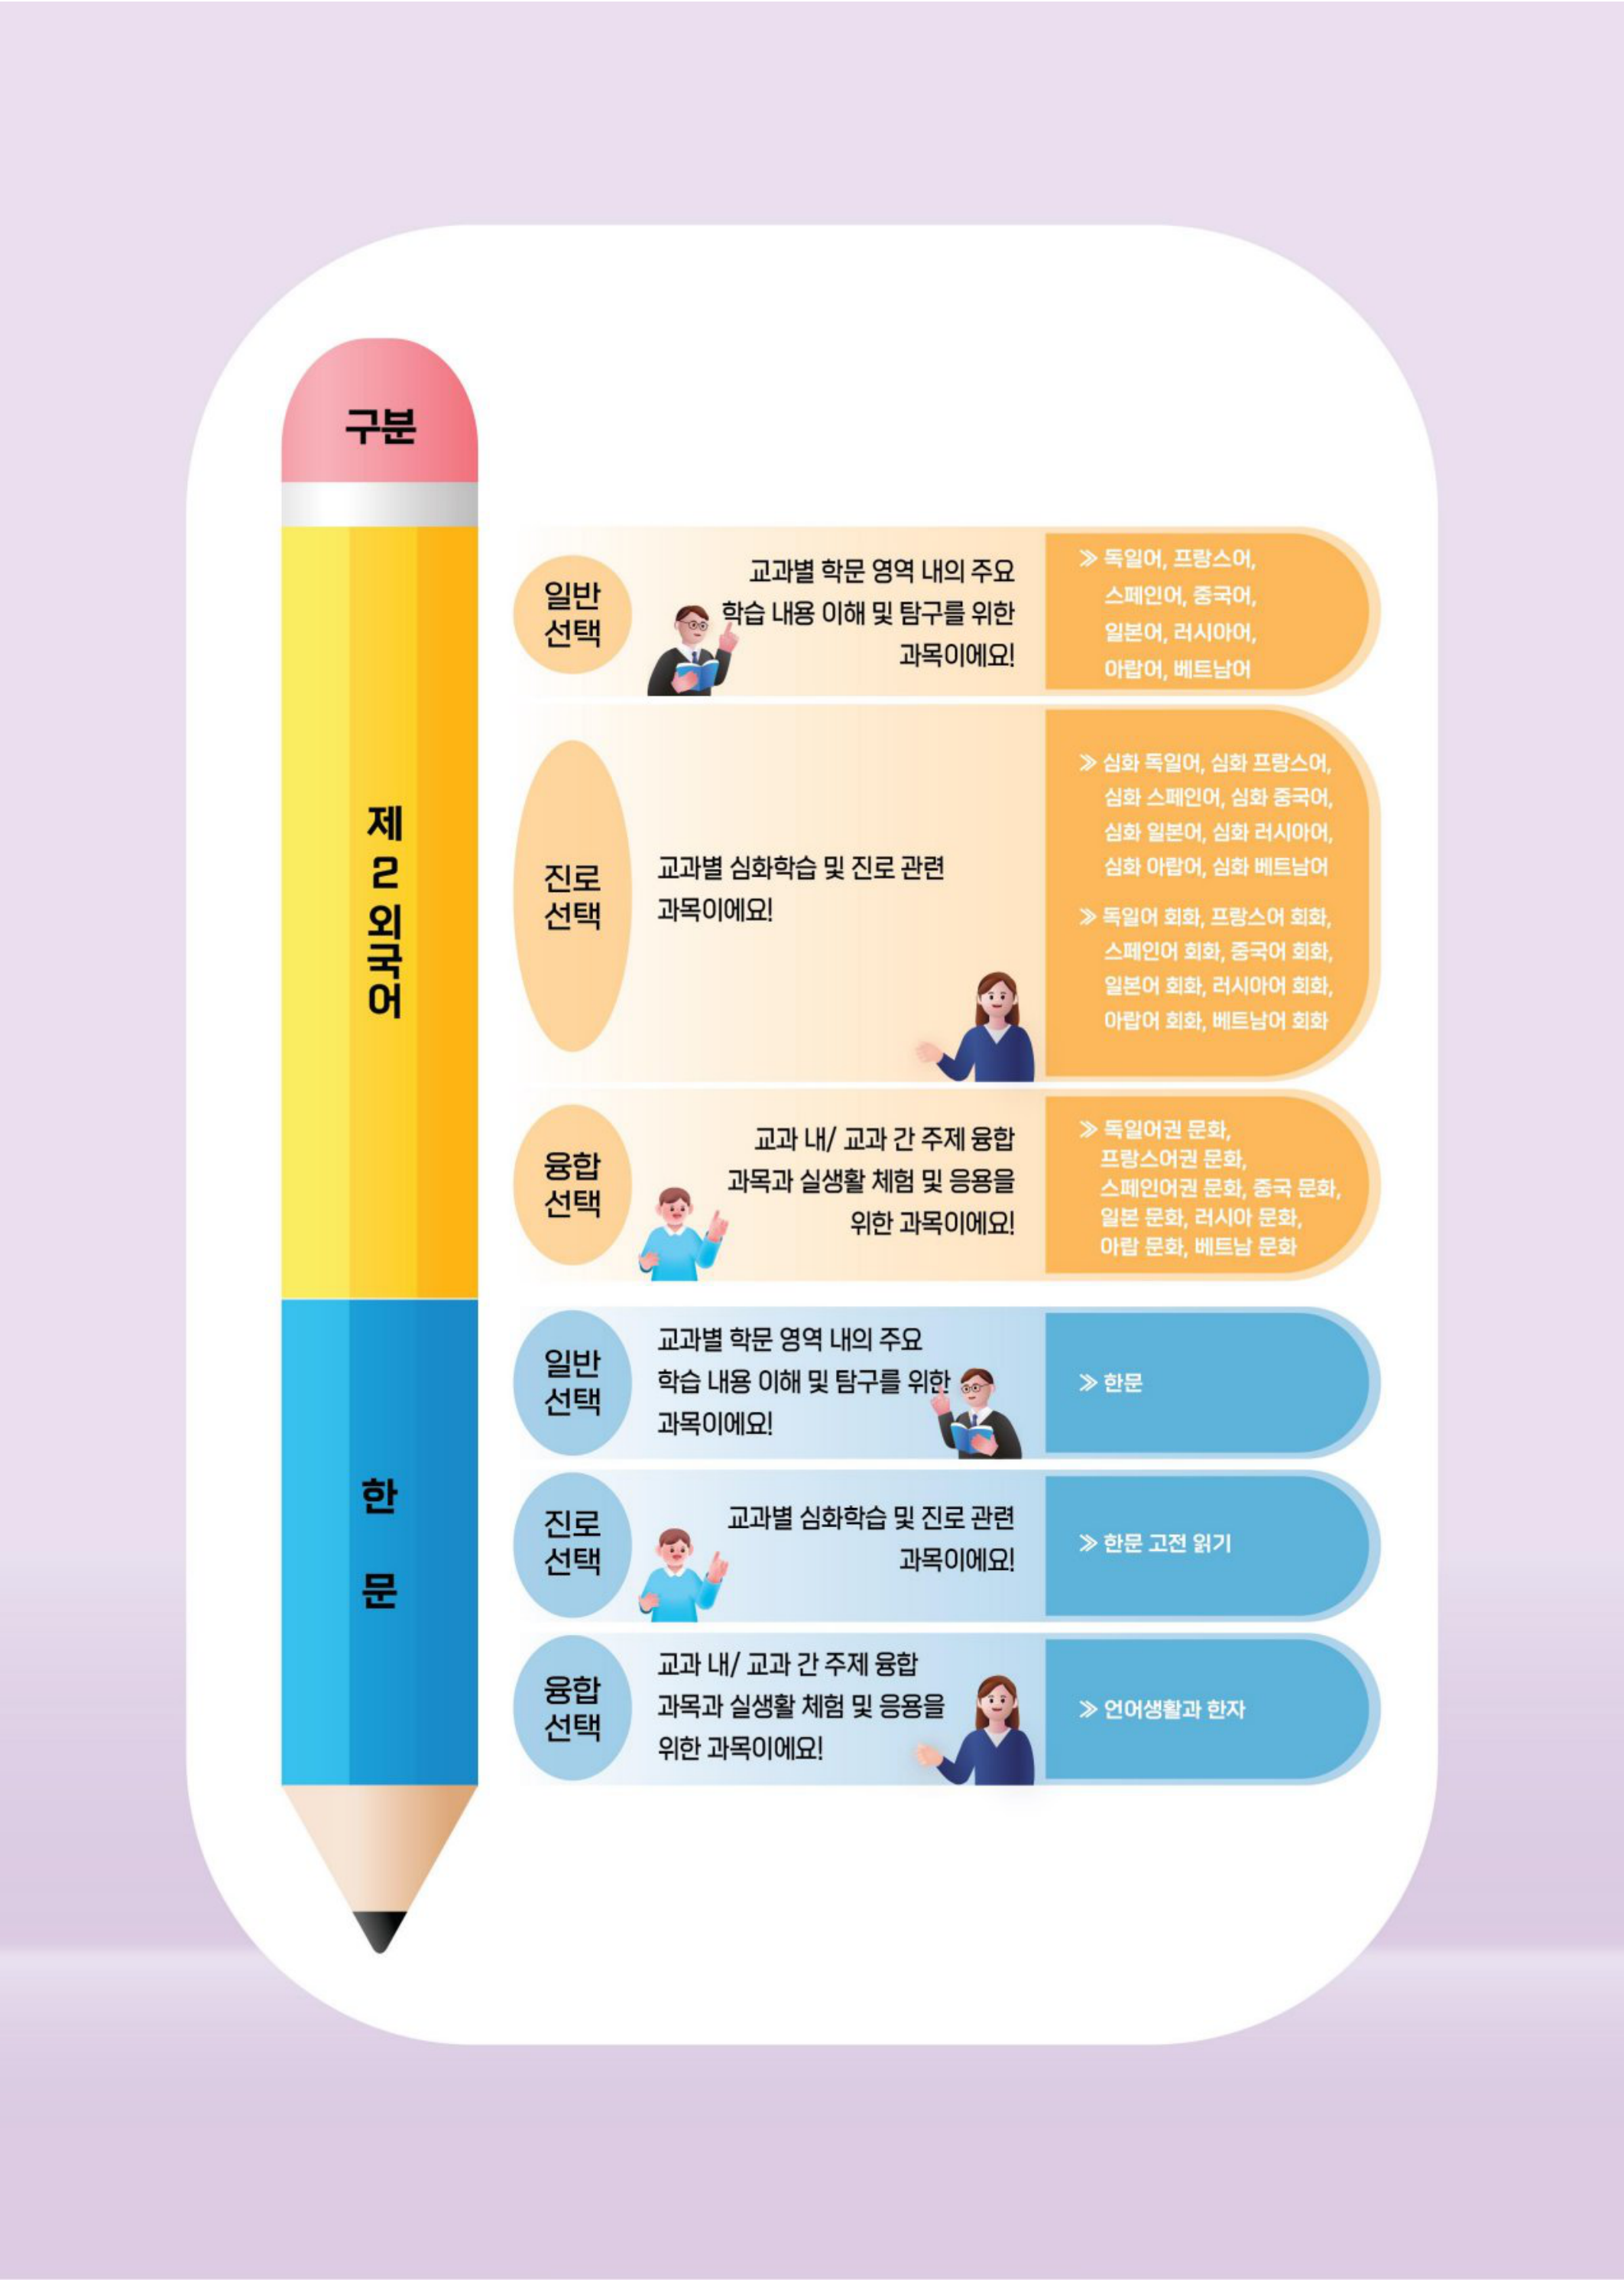 구분
제2외국어
일반
선택
교과별 학문 영역 내의 주요
학습 내용 이해 및 탐구를 위한
과목이에요!
≫ 독일어, 프랑스어,
스페인어, 중국어,
일본어, 러시아어,
아랍어, 베트남어
진로
선택
교과별 심화학습 및 진로 관련
과목이에요!
≫ 심화 독일어, 심화 프랑스어,
심화 스페인어, 심화 중국어,
심화 일본어, 심화 러시아어,
심화 아랍어, 심화 베트남어
≫ 독일어 회화, 프랑스어 회화,
스페인어 회화, 중국어 회화,
일본어 회화, 러시아어 회화,
아랍어 회화, 베트남어 회화
융합
선택
교과 내/ 교과 간 주제 융합
과목과 실생활 체험 및 응용을
위한 과목이에요!
≫ 독일어권 문화,
프랑스어권 문화,
스페인어권 문화, 중국 문화,
일본 문화, 러시아 문화,
아랍 문화, 베트남 문화
한문
일반
선택
교과별 학문 영역 내의 주요
학습 내용 이해 및 탐구를 위한
과목이에요!
≫ 한문
진로
선택
교과별 심화학습 및 진로 관련
과목이에요!
≫ 한문 고전 읽기
융합
선택
교과 내/ 교과 간 주제 융합
과목과 실생활 체험 및 응용을
위한 과목이에요!
≫ 언어생활과 한자